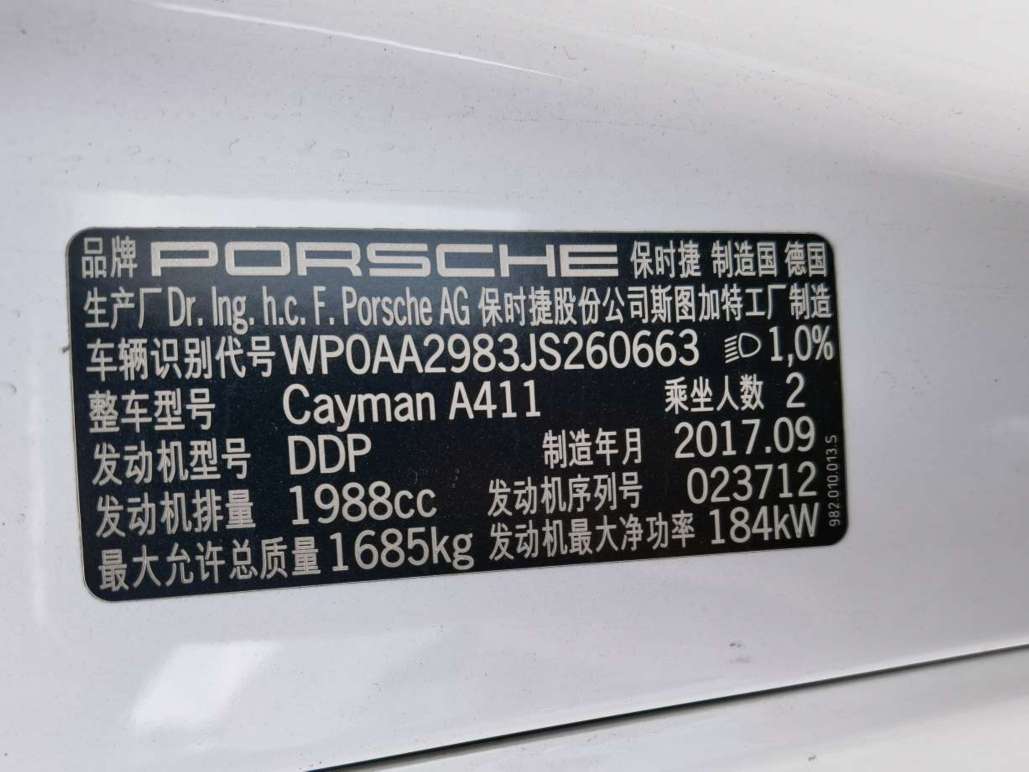 品牌 PORSCHE 保时捷 制造国 德国
生产厂 Dr. Ing. h.c. F. Porsche AG 保时捷股份公司斯图加特工厂制造
车辆识别代号 WP0AA2983JS260663 1,0%
整车型号 Cayman A411 乘坐人数 2
发动机型号 DDP 制造年月 2017.09
发动机排量 1988cc 发动机序列号 023712
最大允许总质量 1685kg 发动机最大净功率 184kW
982.010.013.S